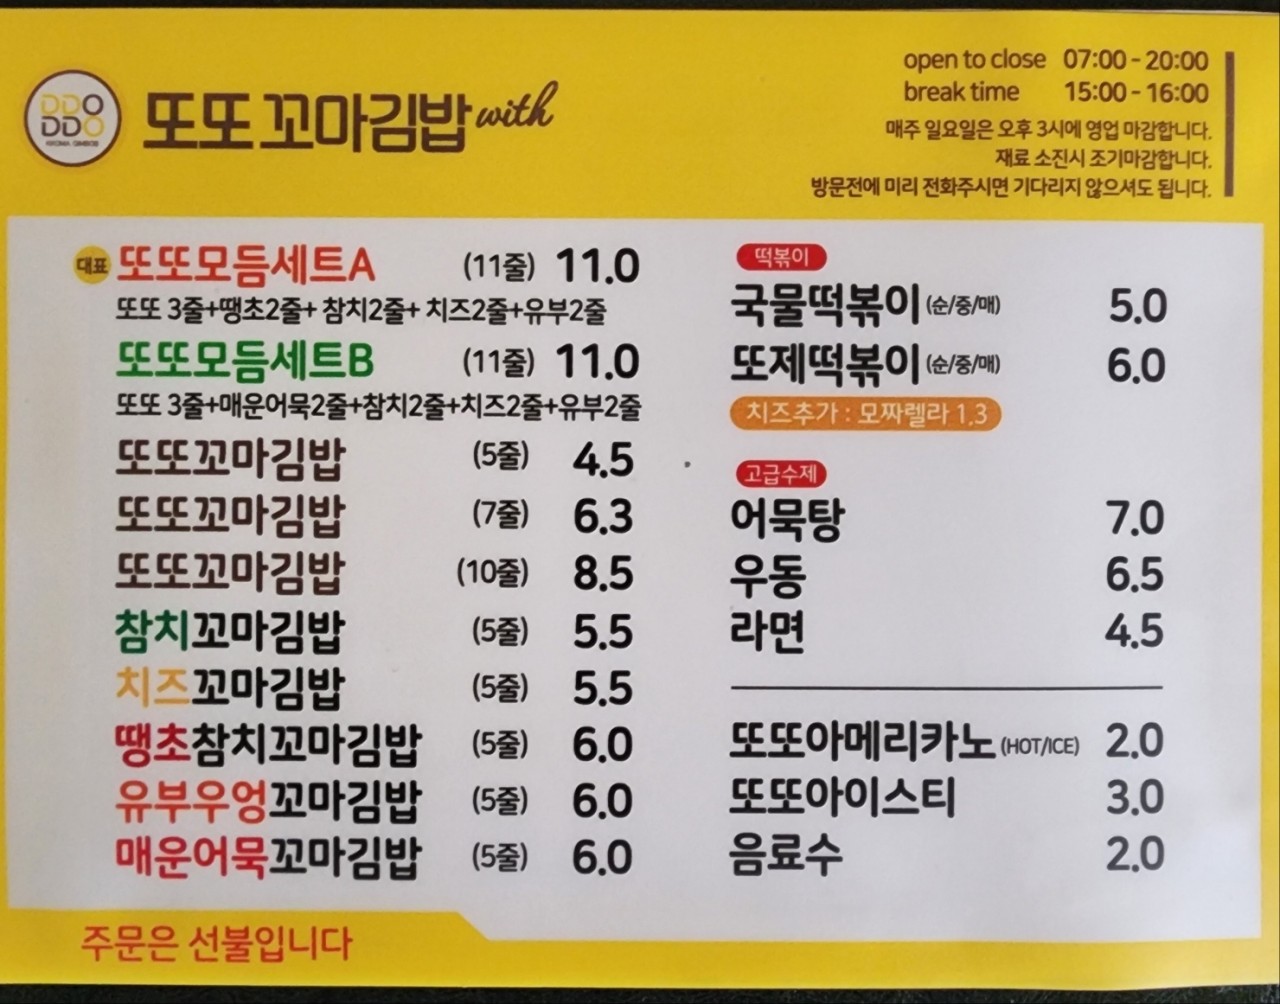 DDO
DDO
또또 꼬마김밥 with
open to close 07:00 - 20:00
break time 15:00 - 16:00
매주 일요일은 오후 3시에 영업 마감합니다.
재료 소진시 조기마감합니다.
방문전에 미리 전화주시면 기다리지 않으셔도 됩니다.
대표 또또모듬세트A (11줄) 11.0
또또 3줄+땡초2줄+ 참치2줄+ 치즈2줄+유부2줄
또또모듬세트B (11줄) 11.0
또또 3줄+매운어묵2줄+참치2줄+치즈2줄+유부2줄
또또꼬마김밥 (5줄) 4.5
또또꼬마김밥 (7줄) 6.3
또또꼬마김밥 (10줄) 8.5
참치꼬마김밥 (5줄) 5.5
치즈꼬마김밥 (5줄) 5.5
땡초참치꼬마김밥 (5줄) 6.0
유부우엉꼬마김밥 (5줄) 6.0
매운어묵꼬마김밥 (5줄) 6.0
떡볶이
국물떡볶이 (순/중/매) 5.0
또제떡볶이 (순/중/매) 6.0
치즈추가 : 모짜렐라 1.3
고급수제
어묵탕 7.0
우동 6.5
라면 4.5
또또아메리카노 (HOT/ICE) 2.0
또또아이스티 3.0
음료수 2.0
주문은 선불입니다